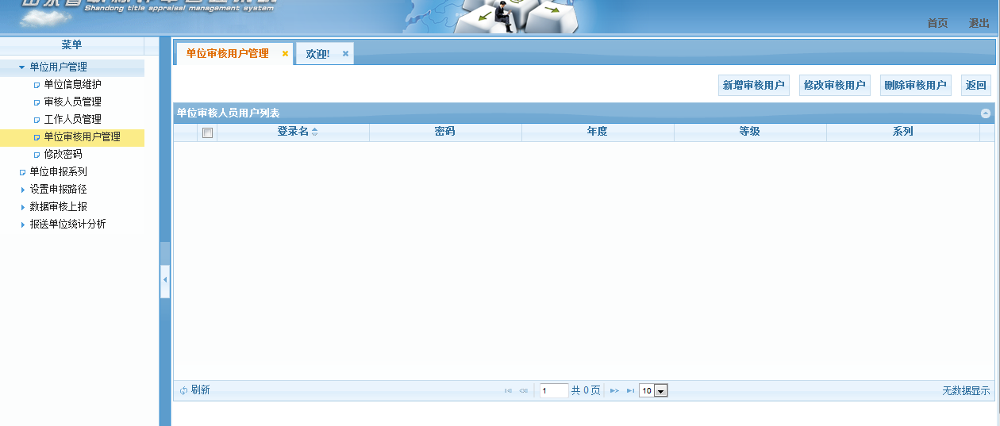 Shandong title appraisal management system
首页 退出
菜单
单位用户管理
单位信息维护
审核人员管理
工作人员管理
单位审核用户管理
修改密码
单位申报系列
设置申报路径
数据审核上报
报送单位统计分析
单位审核用户管理 欢迎!
新增审核用户 修改审核用户 删除审核用户 返回
单位审核人员用户列表
登录名 密码 年度 等级 系列
刷新 1 共 0 页 10 无数据显示